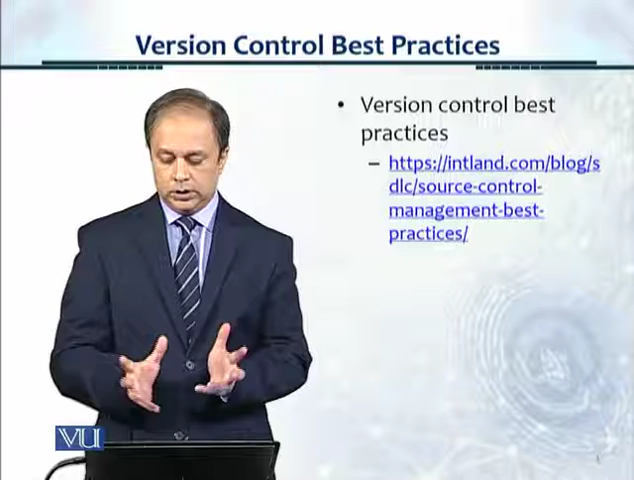 Version Control Best Practices
• Version control best
practices
– https://intland.com/blog/s
dlc/source-control-
management-best-
practices/
VU